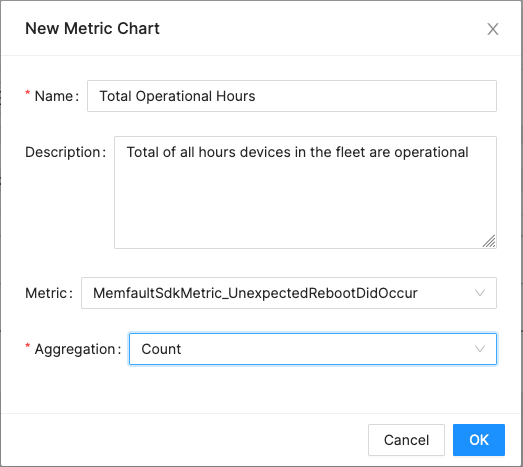 New Metric Chart
* Name: Total Operational Hours
Description: Total of all hours devices in the fleet are operational
Metric: MemfaultSdkMetric_UnexpectedRebootDidOccur
* Aggregation: Count
Cancel OK